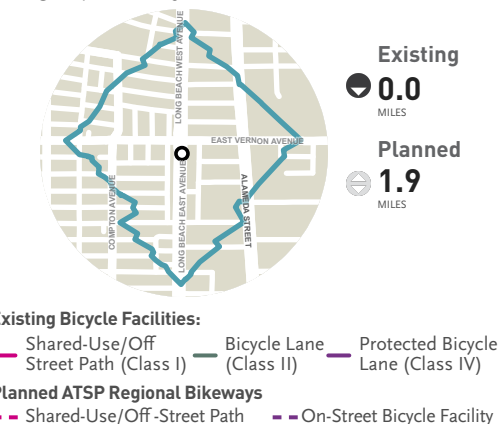 LONG BEACH WEST AVENUE
EAST VERNON AVENUE
COMPTON AVENUE
LONG BEACH EAST AVENUE
ALAMEDA STREET
Existing
0.0
MILES
Planned
1.9
MILES
xisting Bicycle Facilities:
Shared-Use/Off
Street Path (Class I)
Bicycle Lane
(Class II)
Protected Bicycle
Lane (Class IV)
Planned ATSP Regional Bikeways
Shared-Use/Off -Street Path
On-Street Bicycle Facility